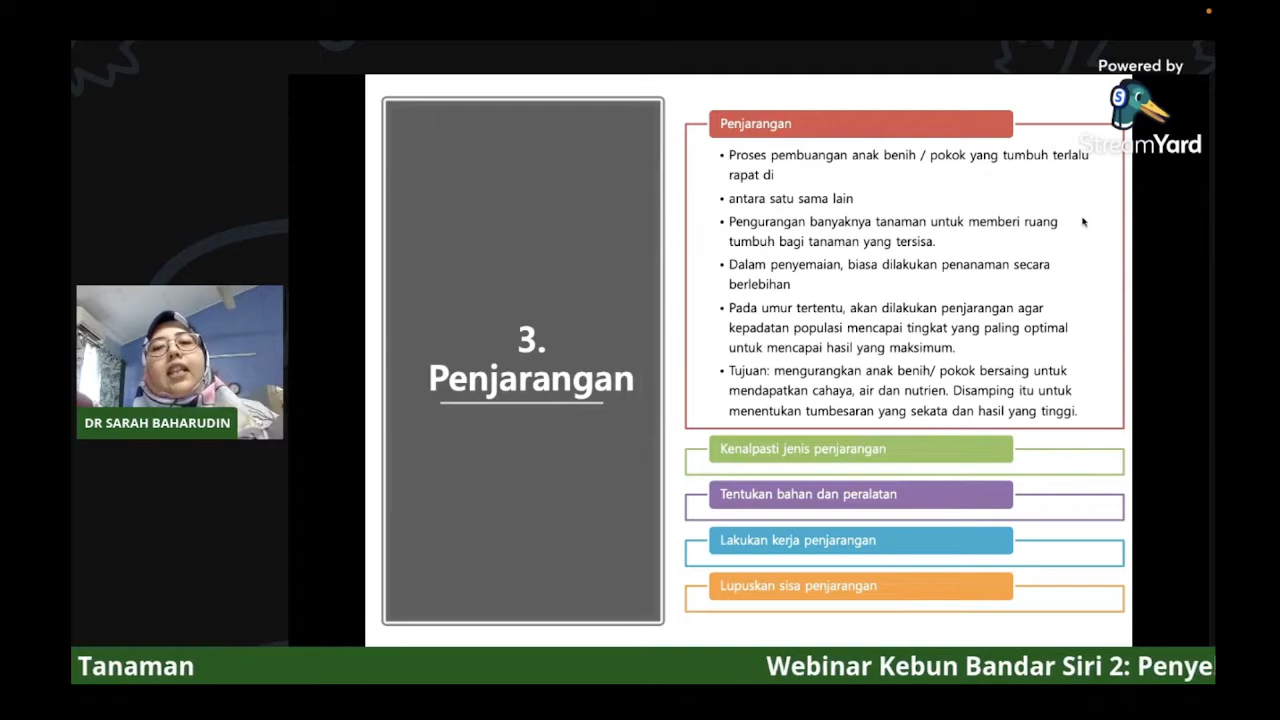 Powered by
S
StreamYard
3.
Penjarangan
Penjarangan
• Proses pembuangan anak benih / pokok yang tumbuh terlalu
rapat di
• antara satu sama lain
• Pengurangan banyaknya tanaman untuk memberi ruang
tumbuh bagi tanaman yang tersisa.
• Dalam penyemaian, biasa dilakukan penanaman secara
berlebihan
• Pada umur tertentu, akan dilakukan penjarangan agar
kepadatan populasi mencapai tingkat yang paling optimal
untuk mencapai hasil yang maksimum.
• Tujuan: mengurangkan anak benih/ pokok bersaing untuk
mendapatkan cahaya, air dan nutrien. Disamping itu untuk
menentukan tumbesaran yang sekata dan hasil yang tinggi.
Kenalpasti jenis penjarangan
Tentukan bahan dan peralatan
Lakukan kerja penjarangan
Lupuskan sisa penjarangan
DR SARAH BAHARUDIN
Tanaman
Webinar Kebun Bandar Siri 2: Penye